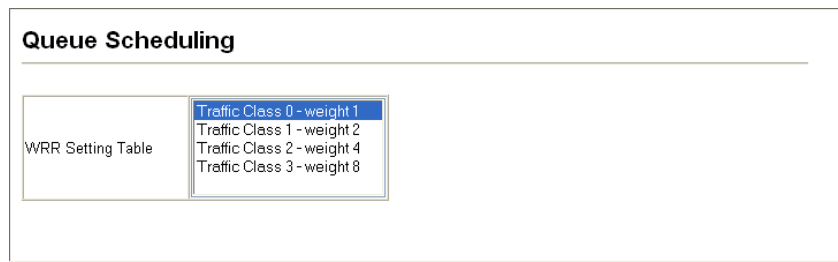 Queue Scheduling
WRR Setting Table
Traffic Class 0 - weight 1
Traffic Class 1 - weight 2
Traffic Class 2 - weight 4
Traffic Class 3 - weight 8